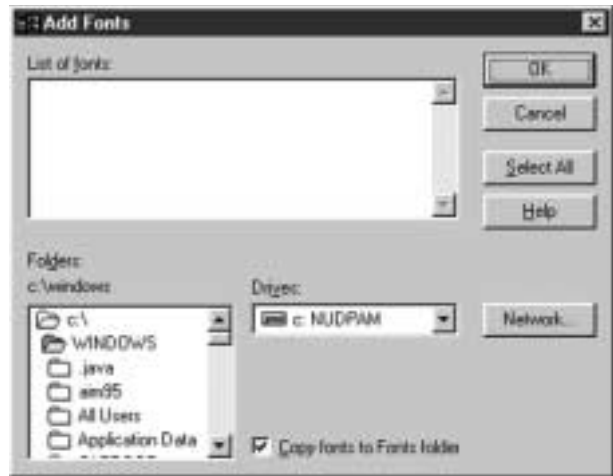 Add Fonts
List of fonts:
OK
Cancel
Select All
Help
Folders:
c:\windows
Drives:
c:\
WINDOWS
.java
aim95
All Users
Application Data
c: NUDPAM
Network...
Copy fonts to Fonts folder